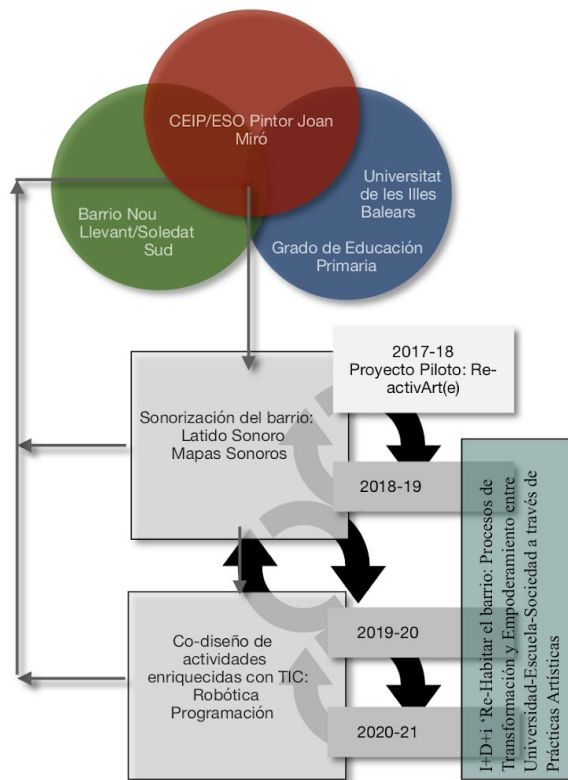 CEIP/ESO Pintor Joan
Miró
Universitat
de les Illes
Balears
Grado de Educación
Primaria
Barrio Nou
Llevant/Soledat
Sud
2017-18
Proyecto Piloto: Re-
activArt(e)
Sonorización del barrio:
Latido Sonoro
Mapas Sonoros
2018-19
2019-20
Co-diseño de
actividades
enriquecidas con TIC:
Robótica
Programación
2020-21
I+D+i ‘Re-Habitar el barrio: Procesos de
Transformación y Empoderamiento entre
Universidad-Escuela-Sociedad a través de
Prácticas Artísticas